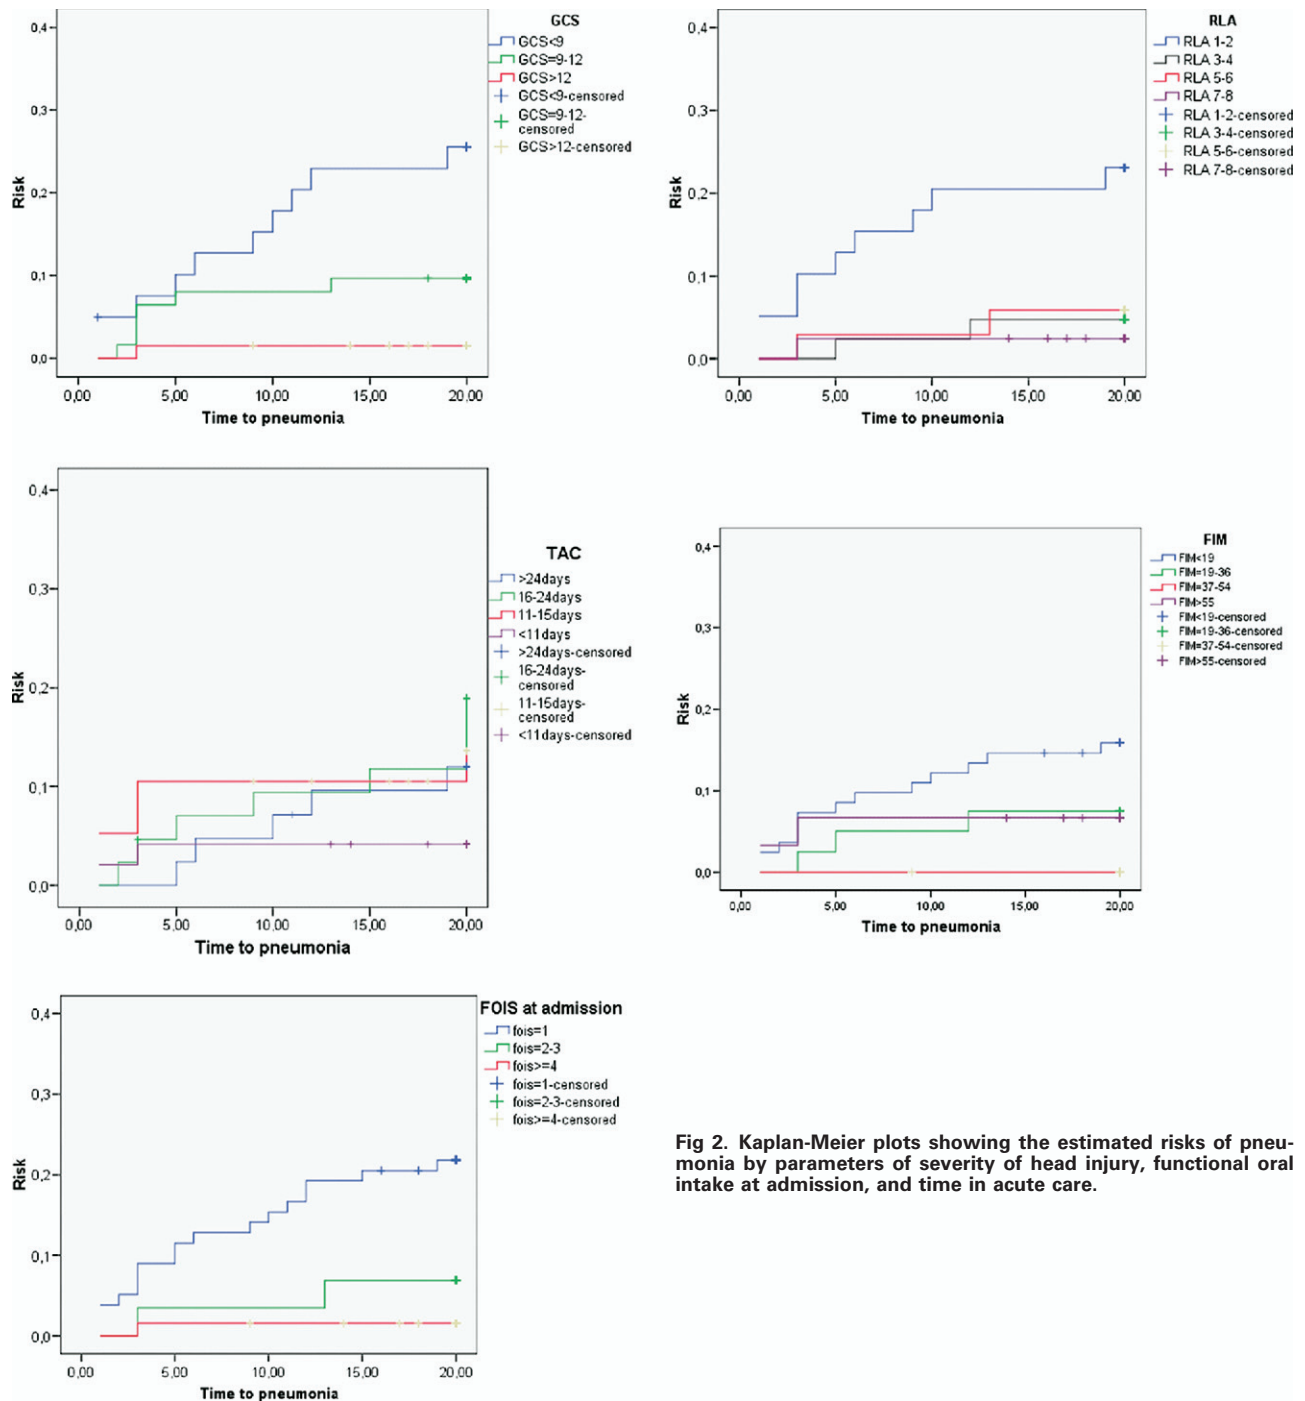 GCS
0,4
GCS<9
GCS=9-12
GCS>12
GCS<9-censored
GCS=9-12-
censored
GCS>12-censored
0,3
Risk
0,2
0,1
0,0
0,00 5,00 10,00 15,00 20,00
Time to pneumonia
RLA
0,4
RLA 1-2
RLA 3-4
RLA 5-6
RLA 7-8
RLA 1-2-censored
RLA 3-4-censored
RLA 5-6-censored
RLA 7-8-censored
0,3
Risk
0,2
0,1
0,0
0,00 5,00 10,00 15,00 20,00
Time to pneumonia
0,4
TAC
>24days
16-24days
11-15days
<11days
>24days-censored
16-24days-
censored
11-15days-
censored
<11days-censored
0,3
Risk
0,2
0,1
0,0
0,00 5,00 10,00 15,00 20,00
Time to pneumonia
FIM
0,4
FIM<19
FIM=19-36
FIM=37-54
FIM>55
FIM<19-censored
FIM=19-36-censored
FIM=37-54-censored
FIM>55-censored
0,3
Risk
0,2
0,1
0,0
0,00 5,00 10,00 15,00 20,00
Time to pneumonia
FOIS at admission
0,4
fois=1
fois=2-3
fois>=4
fois=1-censored
fois=2-3-censored
fois>=4-censored
0,3
Risk
0,2
0,1
0,0
0,00 5,00 10,00 15,00 20,00
Time to pneumonia
Fig 2. Kaplan-Meier plots showing the estimated risks of pneu-
monia by parameters of severity of head injury, functional oral
intake at admission, and time in acute care.